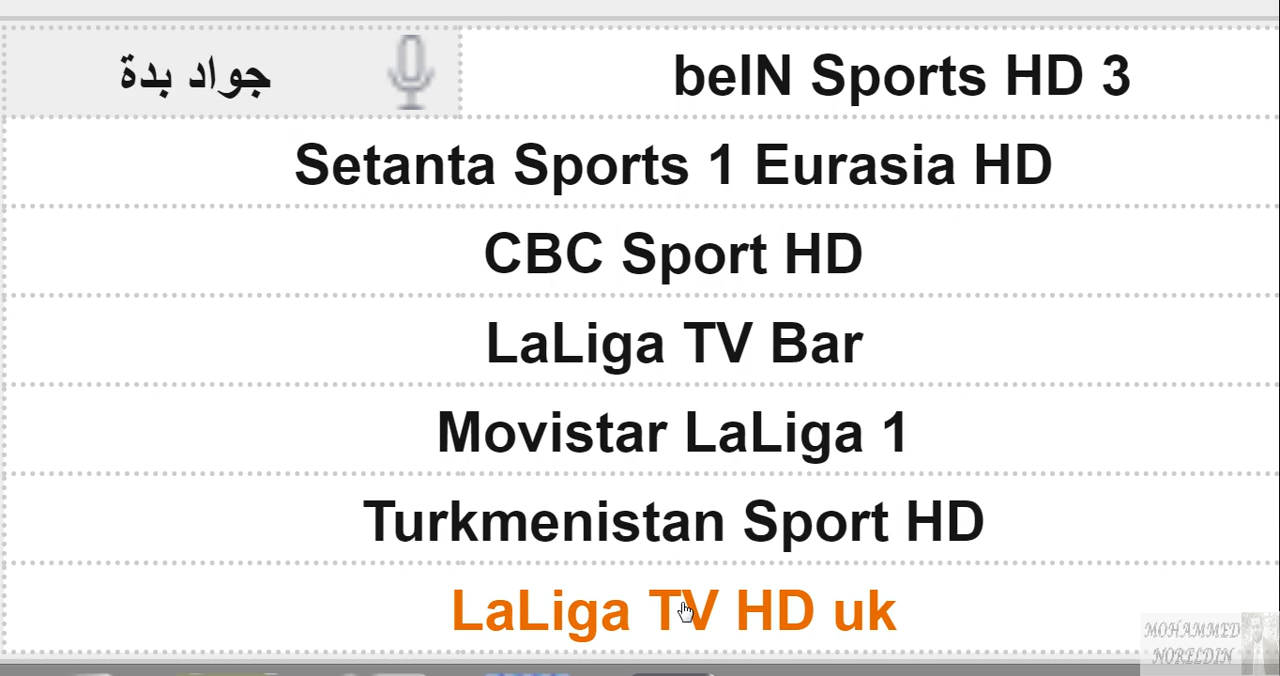 beIN Sports HD 3
جواد بدة
Setanta Sports 1 Eurasia HD
CBC Sport HD
LaLiga TV Bar
Movistar LaLiga 1
Turkmenistan Sport HD
LaLiga TV HD uk
MOHAMMED
NORELDIN